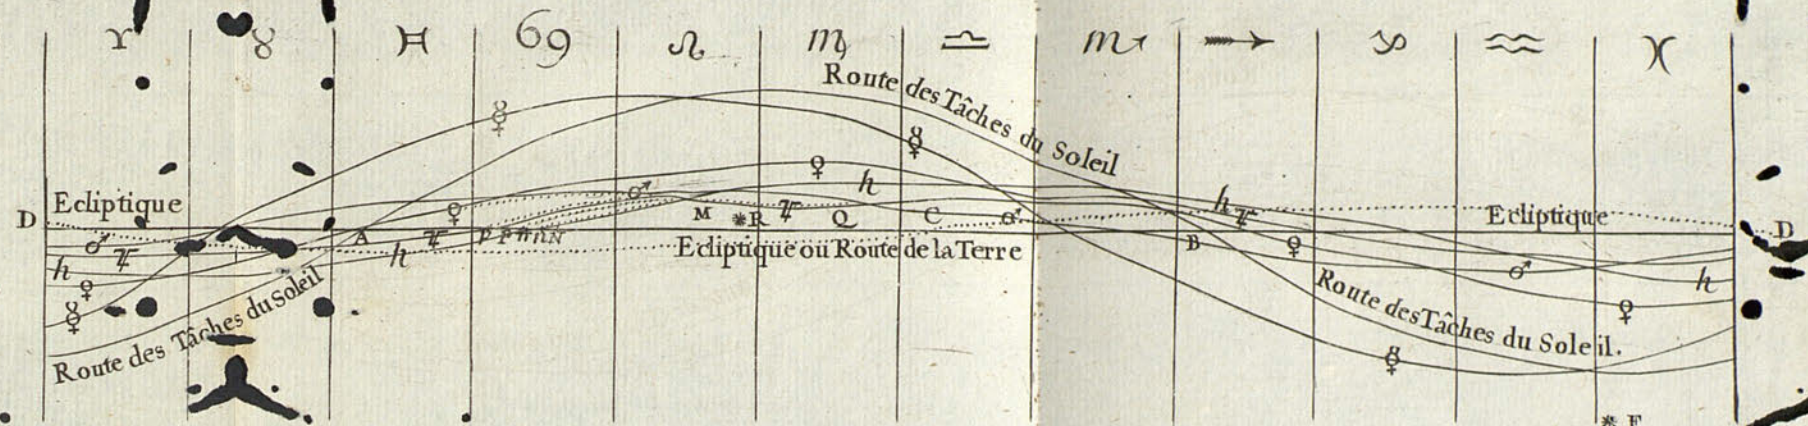 ♈ ♉ ♓ 69 ♌ ♍ ♎ ♏ ➳ ♑ ♒ ♓
Route des Tâches du Soleil
Ecliptique
D
☿ ☿ ♀ ♂ h
M *R Q C
Ecliptique
D
A
B
Ecliptique ou Route de la Terre
h
♀
☿
Route des Tâches du Soleil
Route des Tâches du Soleil.
♂
♀
☿
h
* F